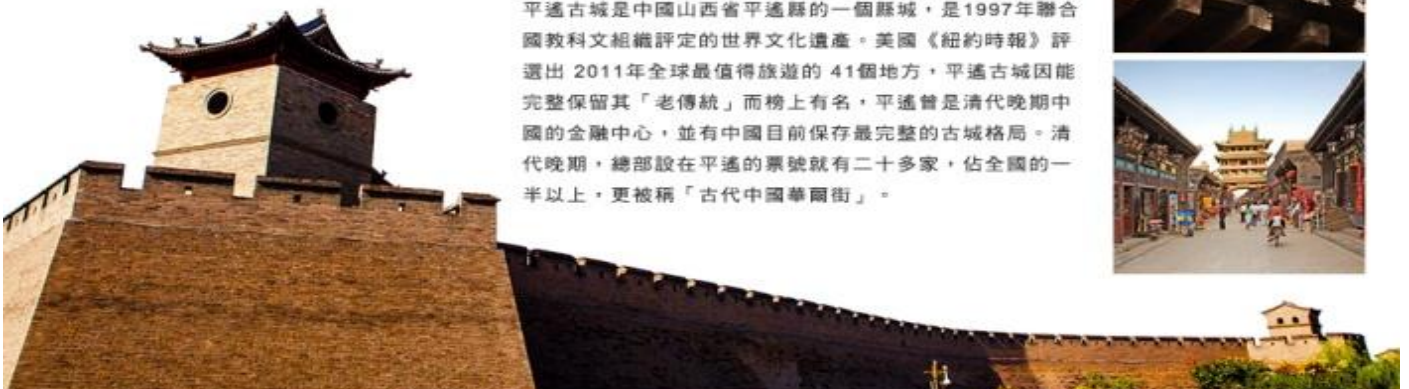 平遙古城是中國山西省平遙縣的一個縣城，是1997年聯合
國教科文組織評定的世界文化遺產。美國《紐約時報》評
選出 2011年全球最值得旅遊的 41個地方，平遙古城因能
完整保留其「老傳統」而榜上有名，平遙曾是清代晚期中
國的金融中心，並有中國目前保存最完整的古城格局。清
代晚期，總部設在平遙的票號就有二十多家，佔全國的一
半以上，更被稱「古代中國華爾街」。